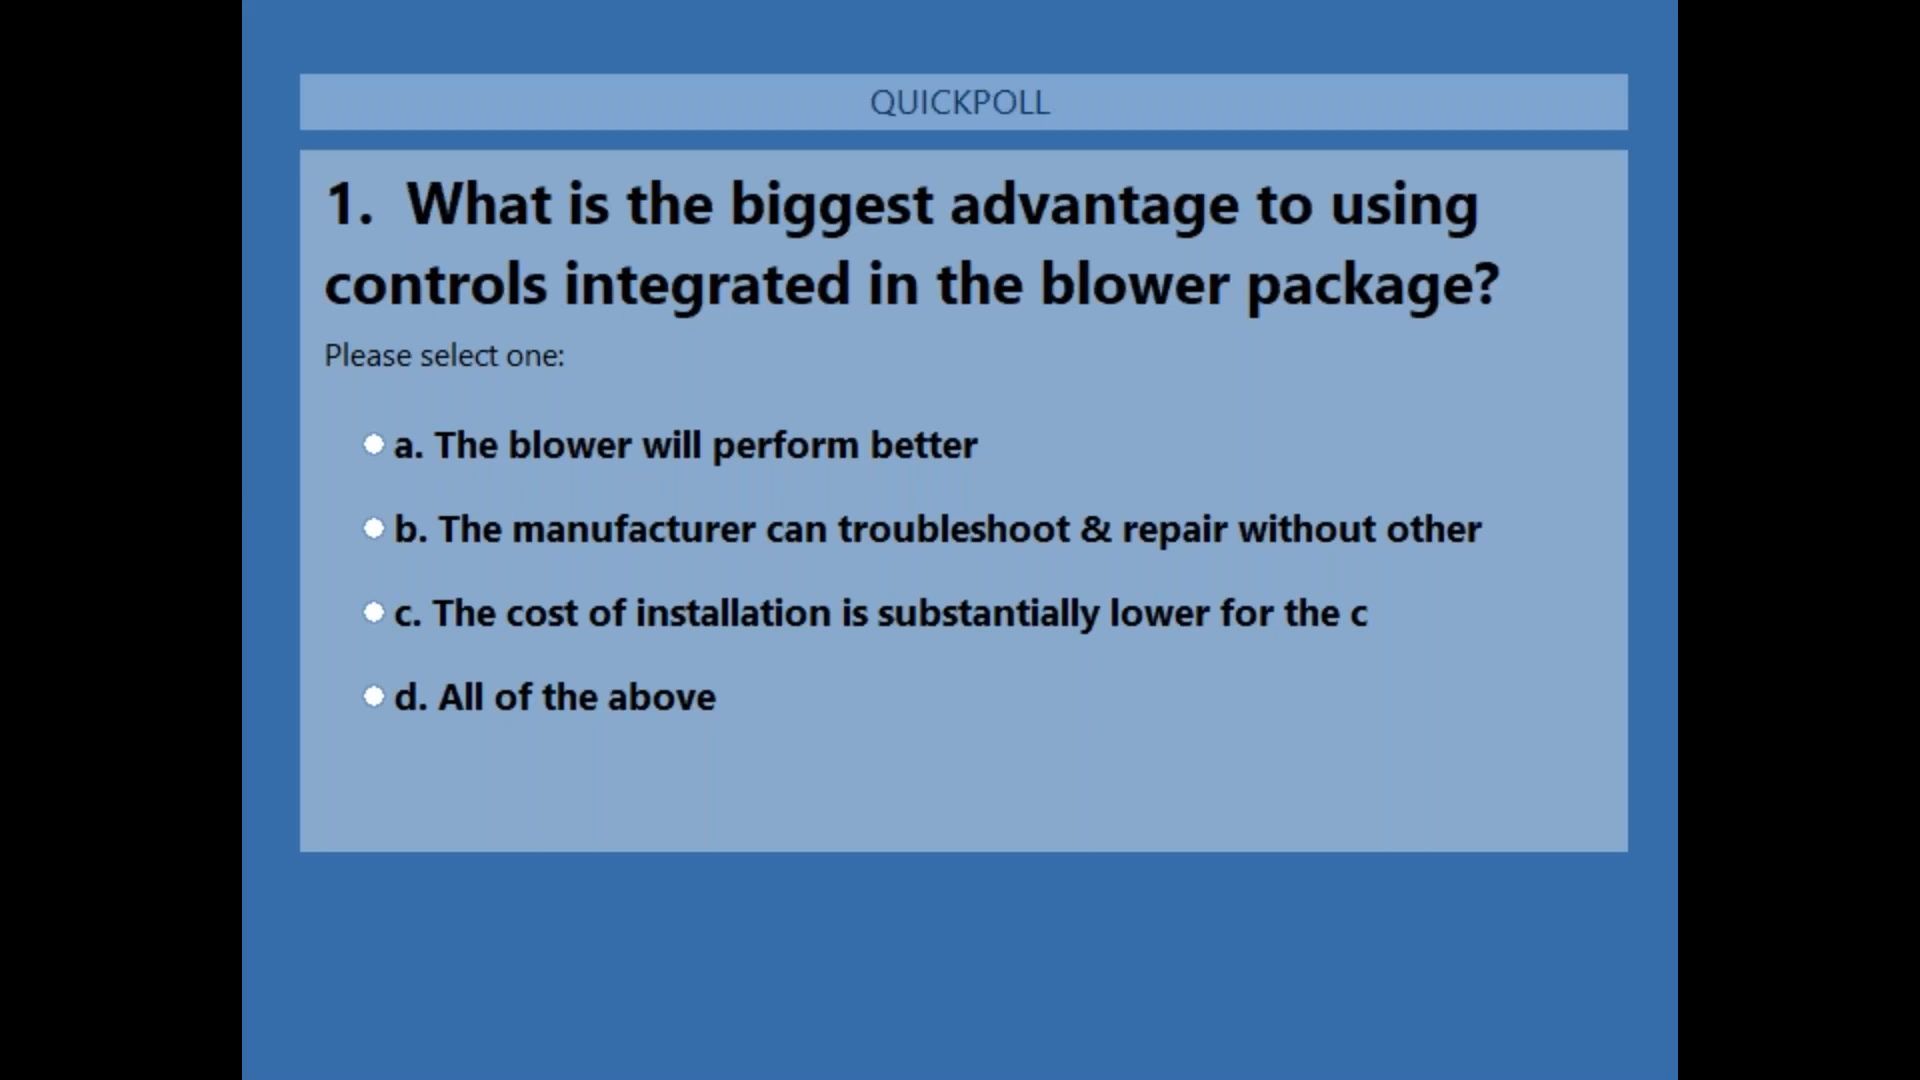 QUICKPOLL
1. What is the biggest advantage to using
controls integrated in the blower package?
Please select one:
a. The blower will perform better
b. The manufacturer can troubleshoot & repair without other
c. The cost of installation is substantially lower for the c
d. All of the above